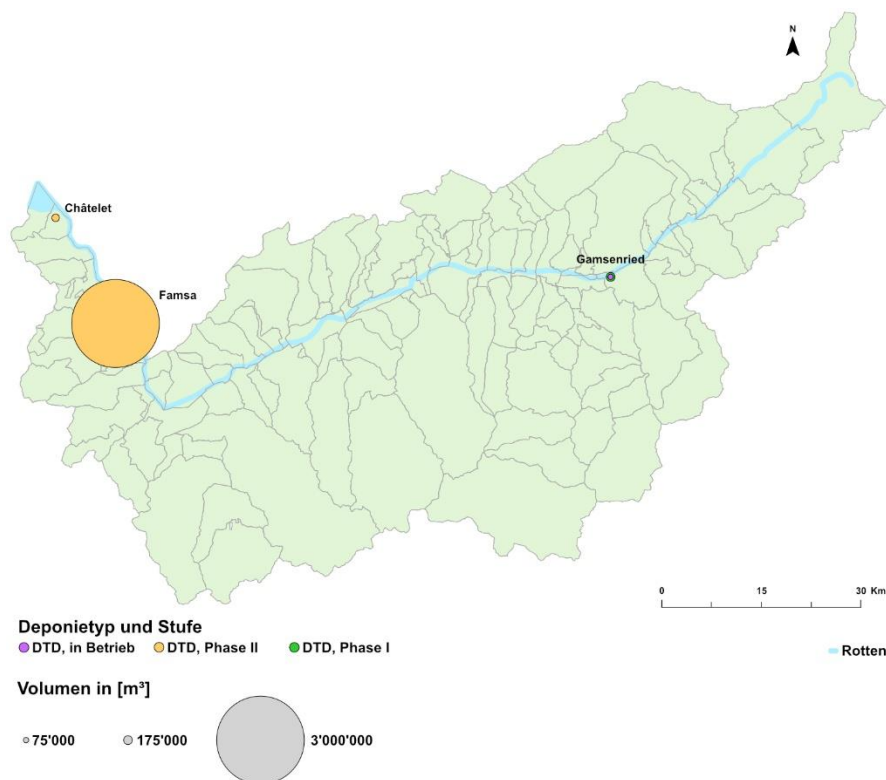 N
Châtelet
Gamsenried
Famsa
0 15 30 Km
Deponietyp und Stufe
DTD, in Betrieb DTD, Phase II DTD, Phase I
Rotten
Volumen in [m³]
75'000 175'000 3'000'000